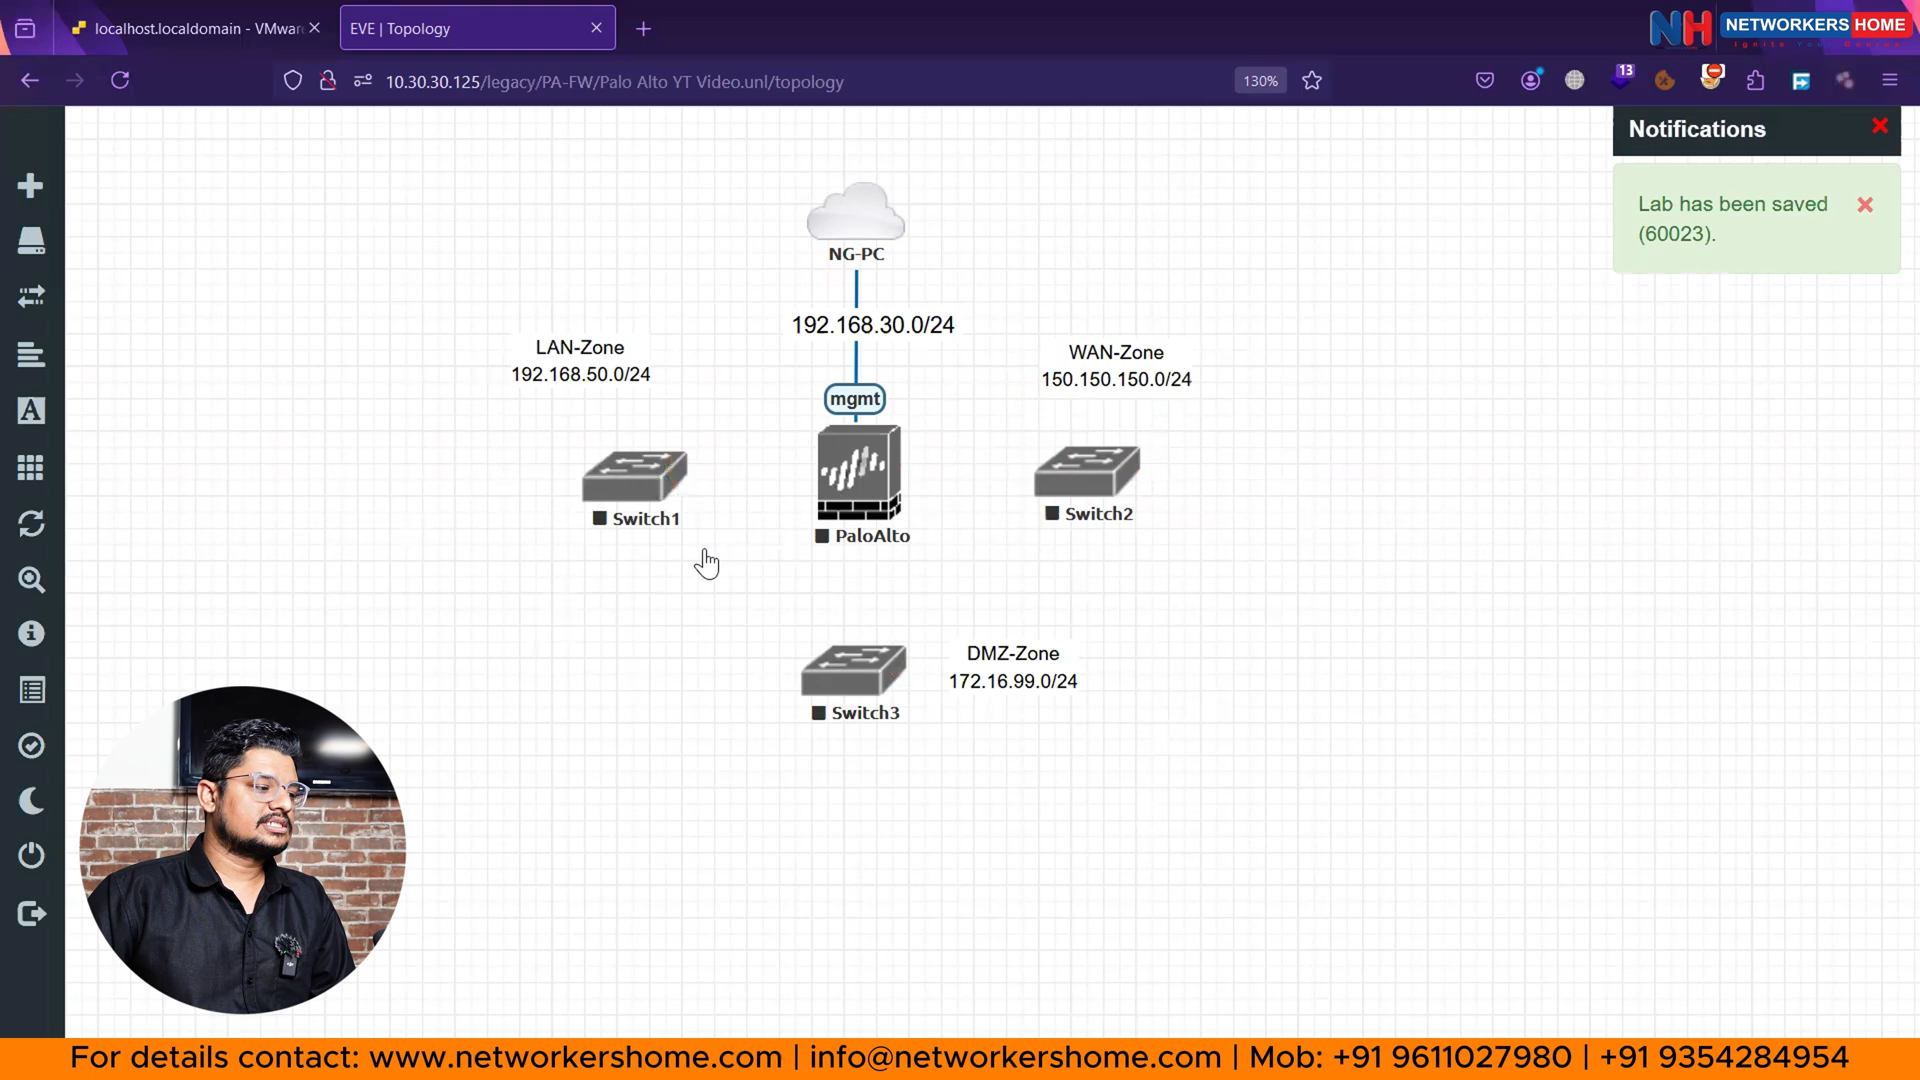 localhost.localdomain - VMware
EVE | Topology
NH NETWORKERS HOME
10.30.30.125/legacy/PA-FW/Palo Alto YT Video.unl/topology
130%
13
Notifications
Lab has been saved
(60023).
NG-PC
192.168.30.0/24
LAN-Zone
192.168.50.0/24
WAN-Zone
150.150.150.0/24
mgmt
Switch1
PaloAlto
Switch2
DMZ-Zone
172.16.99.0/24
Switch3
A
For details contact: www.networkershome.com | info@networkershome.com | Mob: +91 9611027980 | +91 9354284954